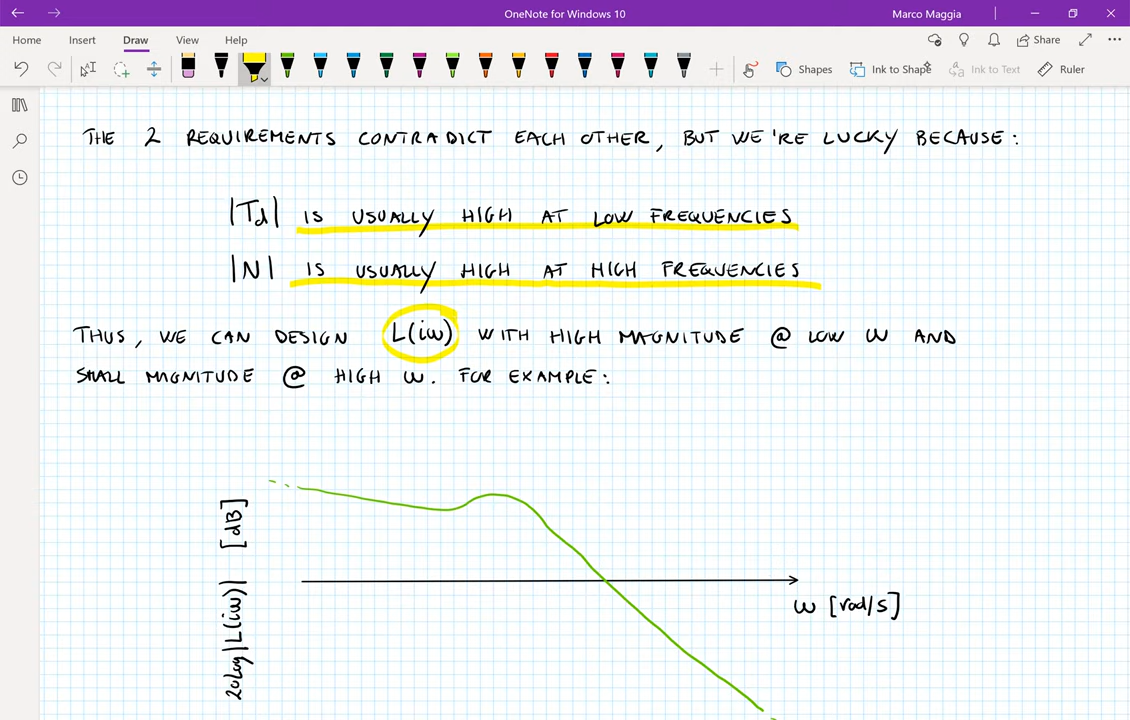 OneNote for Windows 10
Marco Maggia
Home Insert Draw View Help
Share
Shapes Ink to Shape Ink to Text Ruler
THE 2 REQUIREMENTS CONTRADICT EACH OTHER, BUT WE'RE LUCKY BECAUSE:
|Td| IS USUALLY HIGH AT LOW FREQUENCIES
|N| IS USUALLY HIGH AT HIGH FREQUENCIES
THUS, WE CAN DESIGN L(iω) WITH HIGH MAGNITUDE @ LOW ω AND
SMALL MAGNITUDE @ HIGH ω. FOR EXAMPLE:
20log|L(iω)| [dB]
ω [rad/s]